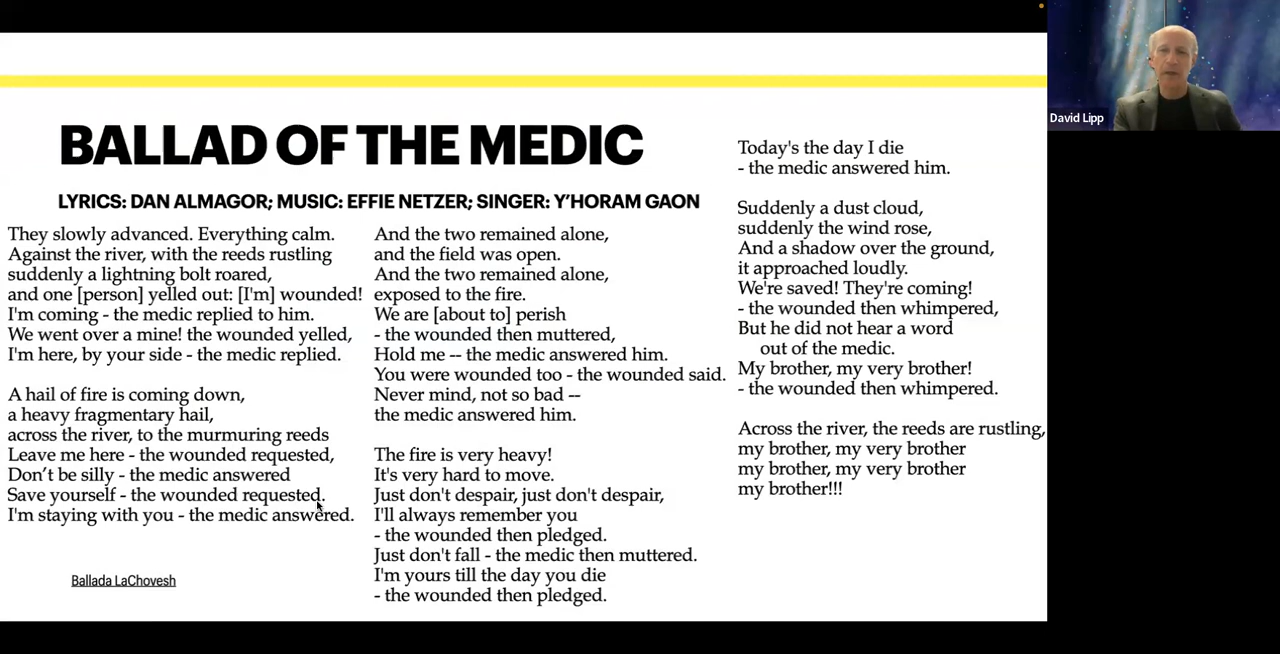 BALLAD OF THE MEDIC
LYRICS: DAN ALMAGOR; MUSIC: EFFIE NETZER; SINGER: Y'HORAM GAON
They slowly advanced. Everything calm.
Against the river, with the reeds rustling
suddenly a lightning bolt roared,
and one [person] yelled out: [I'm] wounded!
I'm coming - the medic replied to him.
We went over a mine! the wounded yelled,
I'm here, by your side - the medic replied.
A hail of fire is coming down,
a heavy fragmentary hail,
across the river, to the murmuring reeds
Leave me here - the wounded requested,
Don’t be silly - the medic answered
Save yourself - the wounded requested.
I'm staying with you - the medic answered.
Ballada LaChovesh
And the two remained alone,
and the field was open.
And the two remained alone,
exposed to the fire.
We are [about to] perish
- the wounded then muttered,
Hold me -- the medic answered him.
You were wounded too - the wounded said.
Never mind, not so bad --
the medic answered him.
The fire is very heavy!
It's very hard to move.
Just don't despair, just don't despair,
I'll always remember you
- the wounded then pledged.
Just don't fall - the medic then muttered.
I'm yours till the day you die
- the wounded then pledged.
Today's the day I die
- the medic answered him.
Suddenly a dust cloud,
suddenly the wind rose,
And a shadow over the ground,
it approached loudly.
We're saved! They're coming!
- the wounded then whimpered,
But he did not hear a word
out of the medic.
My brother, my very brother!
- the wounded then whimpered.
Across the river, the reeds are rustling,
my brother, my very brother
my brother, my very brother
my brother!!!
David Lipp